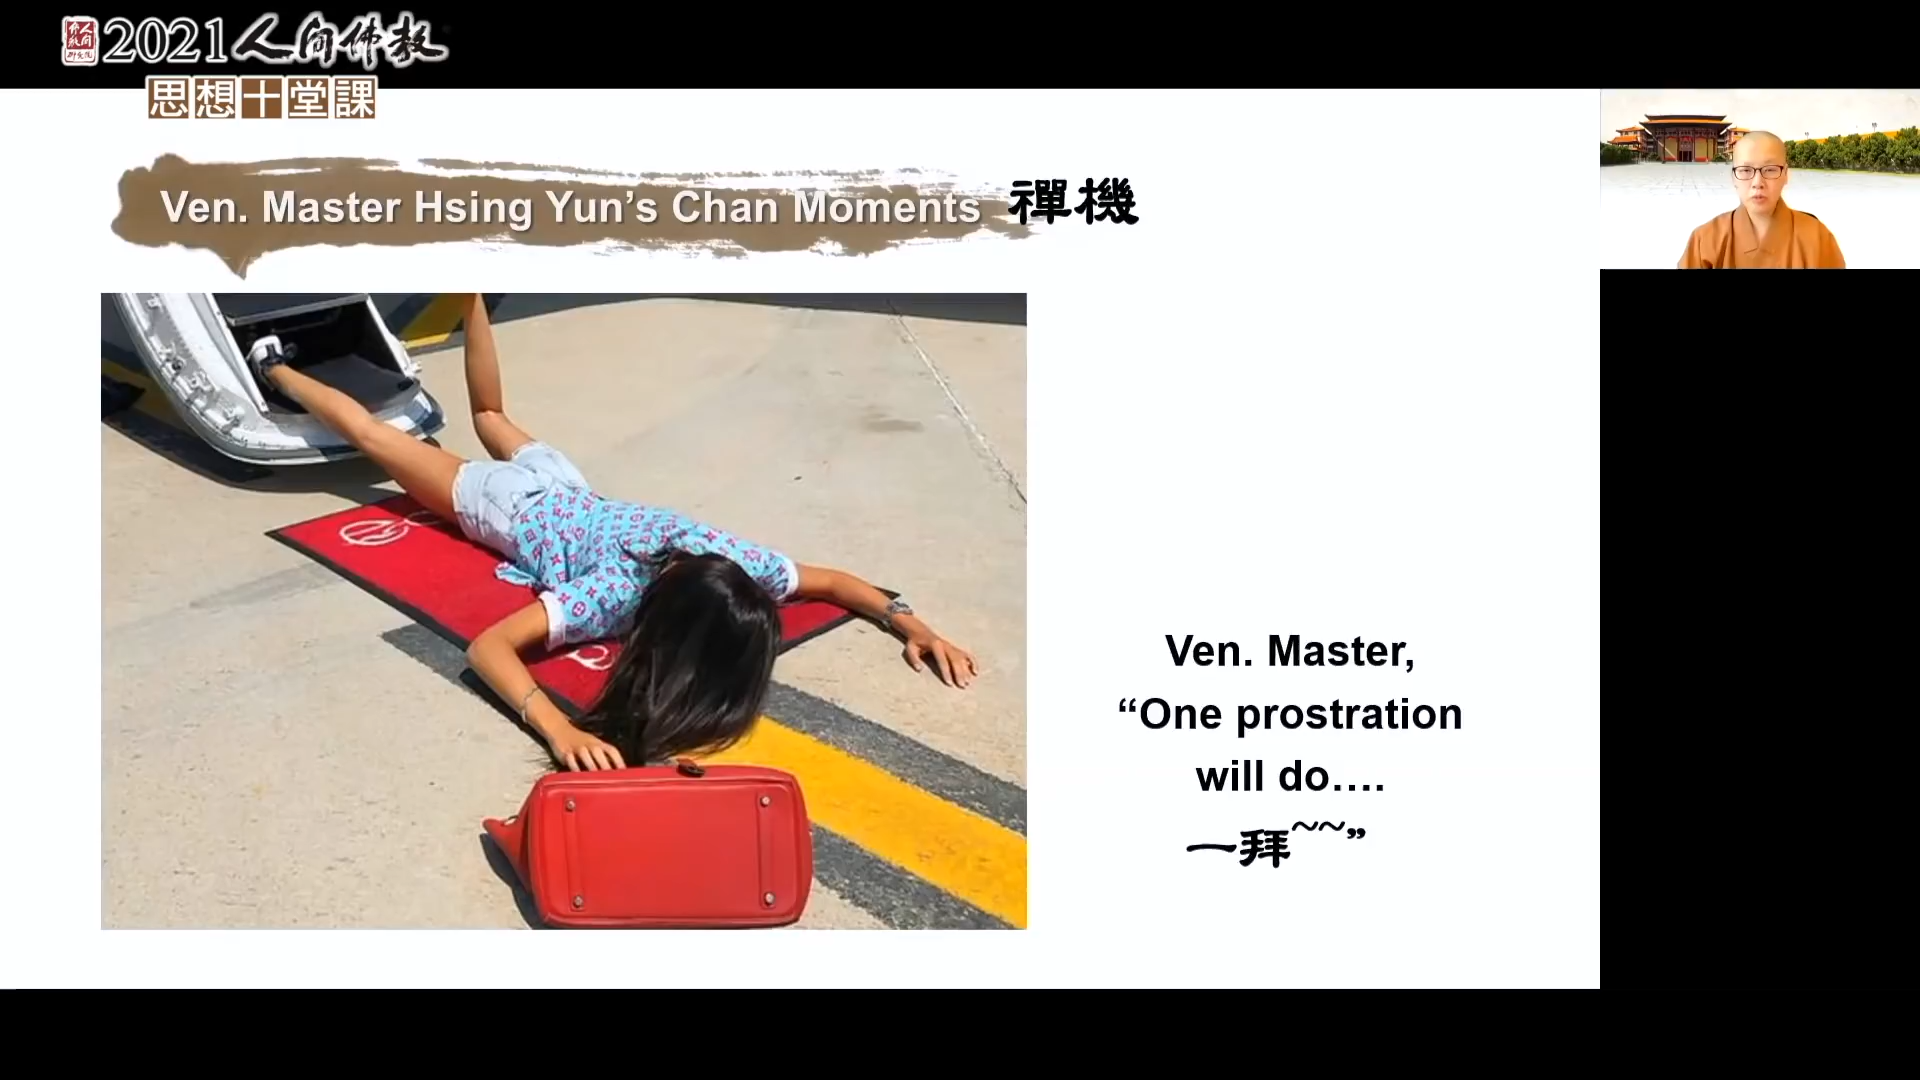 2021人間佛教
思想十堂課
Ven. Master Hsing Yun’s Chan Moments 禪機
Ven. Master,
“One prostration
will do….
一拜~~”